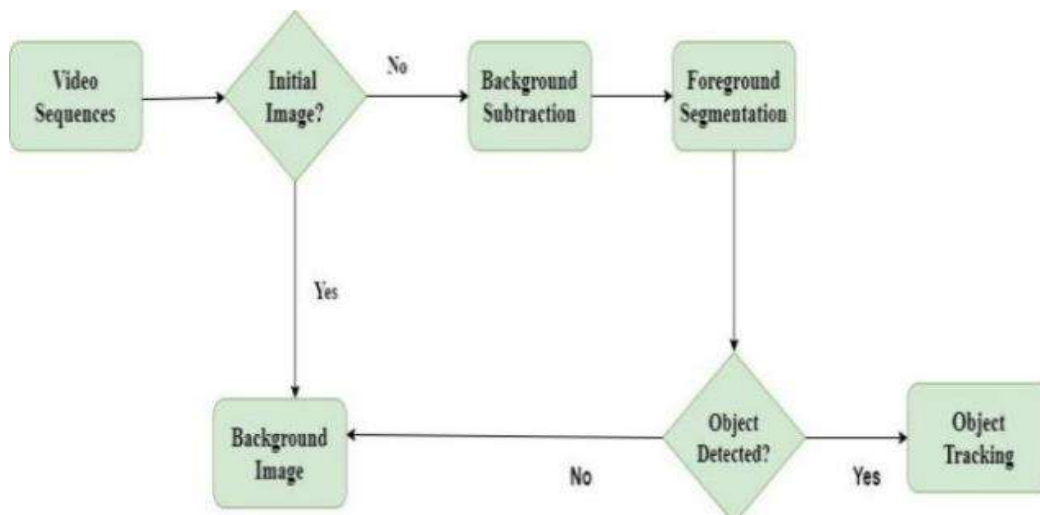 Video
Sequences
Initial
Image?
No
Background
Subtraction
Foreground
Segmentation
Yes
Background
Image
No
Object
Detected?
Yes
Object
Tracking